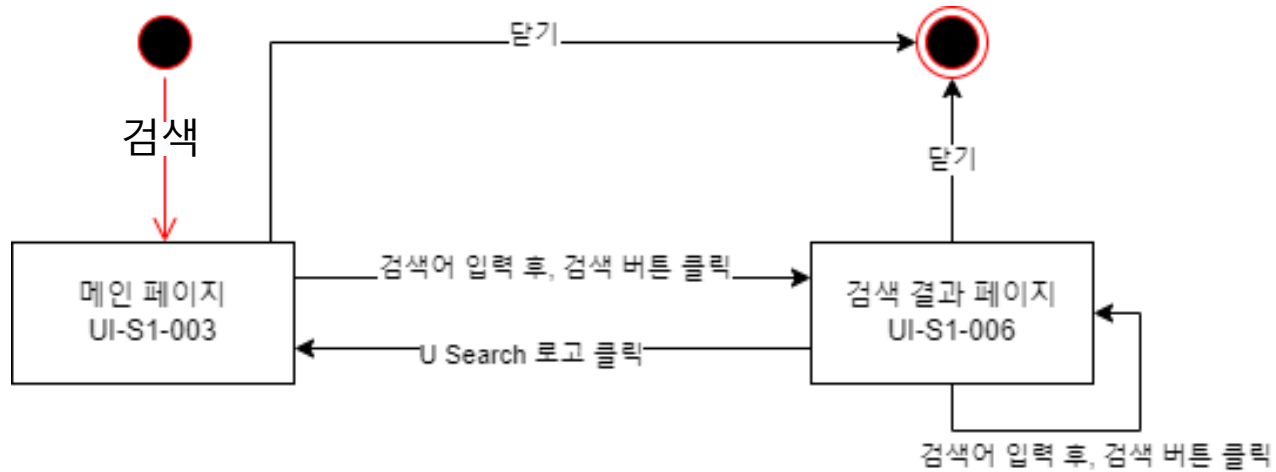 닫기
검색
닫기
검색어 입력 후, 검색 버튼 클릭
메인 페이지
UI-S1-003
검색 결과 페이지
UI-S1-006
U Search 로고 클릭
검색어 입력 후, 검색 버튼 클릭